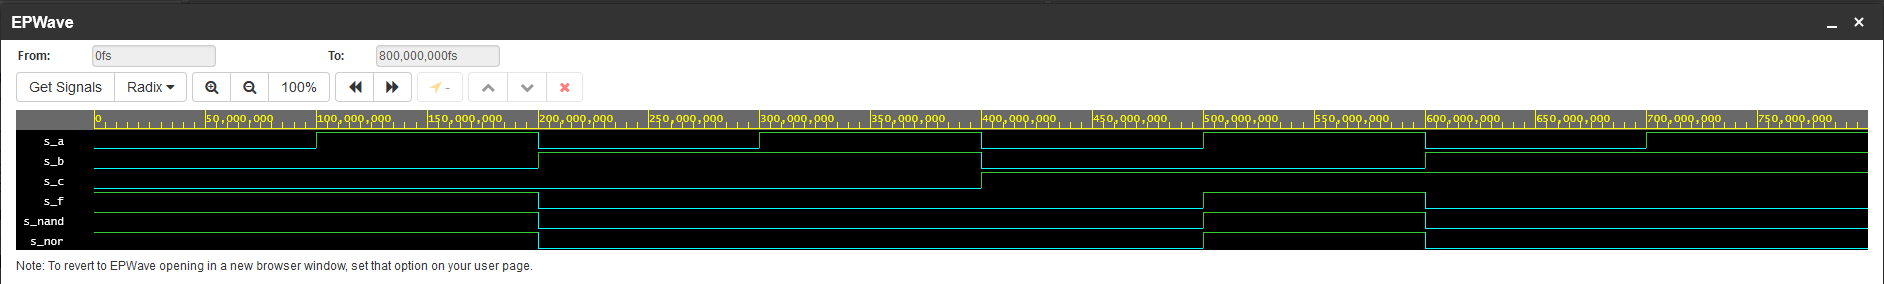 EPWave
From: 0fs To: 800,000,000fs
Get Signals Radix 100% -
0 50,000,000 100,000,000 150,000,000 200,000,000 250,000,000 300,000,000 350,000,000 400,000,000 450,000,000 500,000,000 550,000,000 600,000,000 650,000,000 700,000,000 750,000,000
s_a
s_b
s_c
s_f
s_nand
s_nor
Note: To revert to EPWave opening in a new browser window, set that option on your user page.